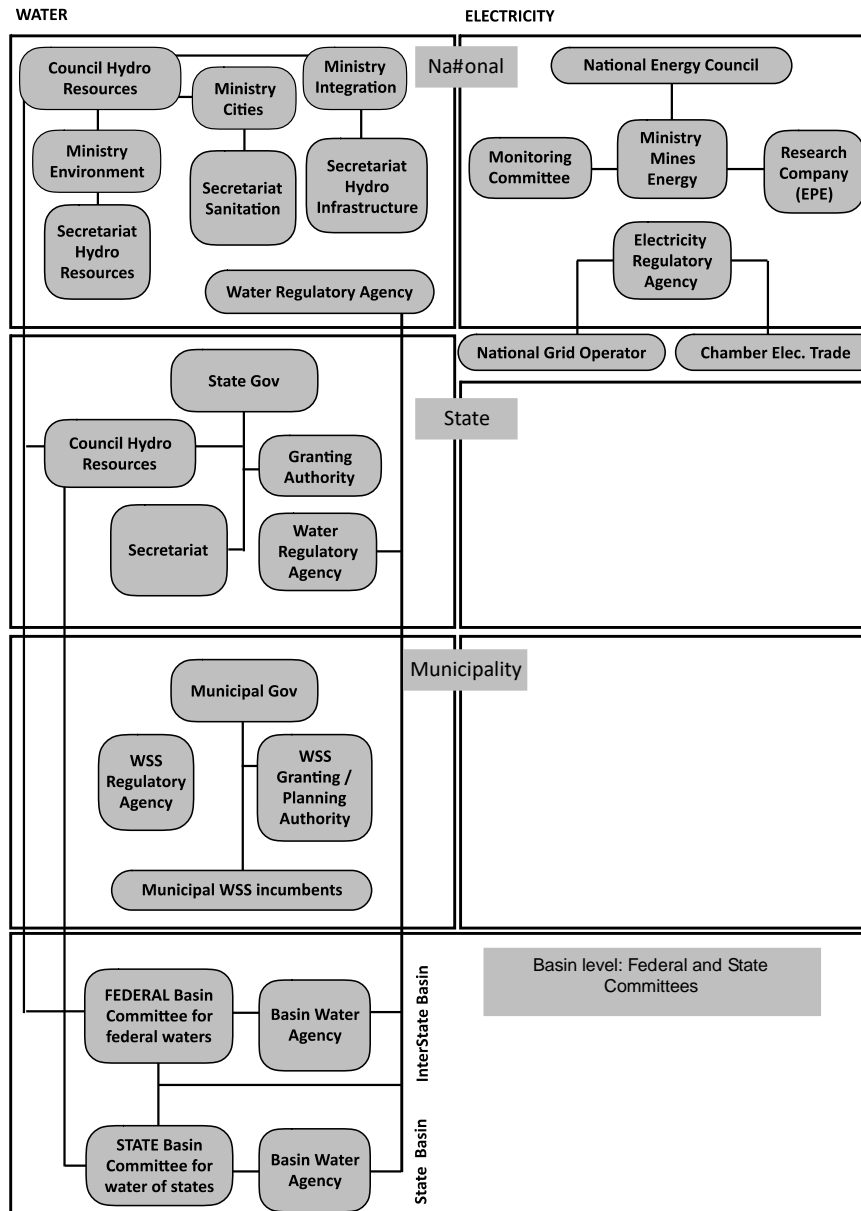 WATER
ELECTRICITY
Council Hydro
Resources
Ministry
Cities
Ministry
Integration
Ministry
Environment
Secretariat
Sanitation
Secretariat
Hydro
Infrastructure
Secretariat
Hydro
Resources
Water Regulatory Agency
Na#onal
National Energy Council
Monitoring
Committee
Ministry
Mines
Energy
Research
Company
(EPE)
Electricity
Regulatory
Agency
National Grid Operator
Chamber Elec. Trade
State Gov
State
Council Hydro
Resources
Granting
Authority
Secretariat
Water
Regulatory
Agency
Municipality
Municipal Gov
WSS
Regulatory
Agency
WSS
Granting /
Planning
Authority
Municipal WSS incumbents
FEDERAL Basin
Committee for
federal waters
Basin Water
Agency
InterState Basin
Basin level: Federal and State
Committees
STATE Basin
Committee for
water of states
Basin Water
Agency
State Basin